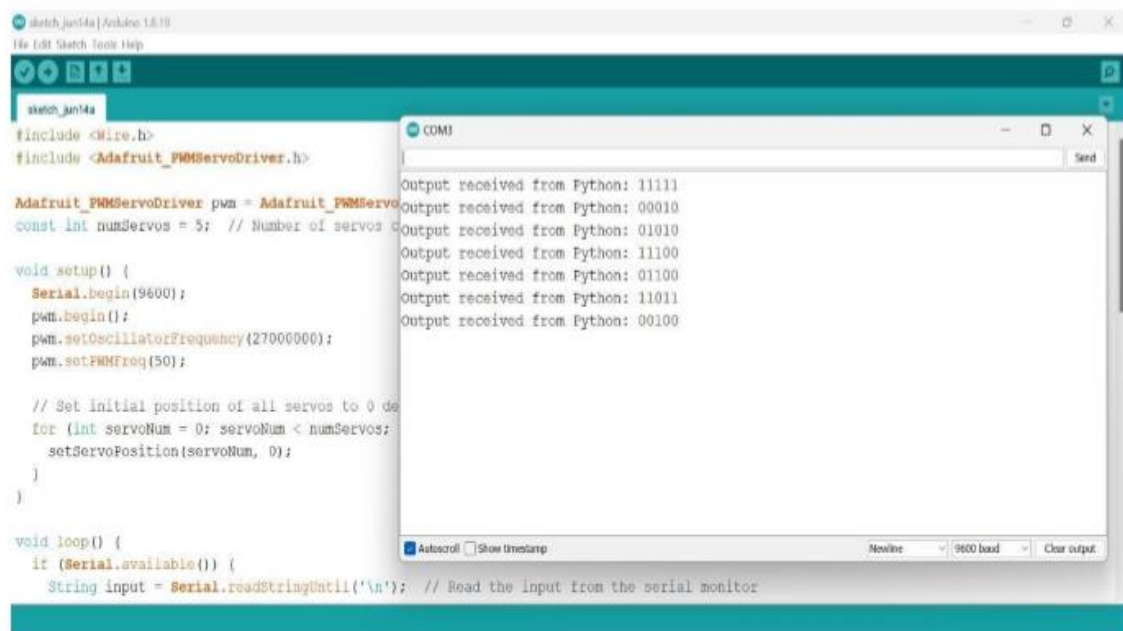 sketch_jun14a | Arduino 1.8.19
File Edit Sketch Tools Help
sketch_jun14a
#include <Wire.h>
#include <Adafruit_PWMServoDriver.h>
Adafruit_PWMServoDriver pwm = Adafruit_PWMServo
const int numServos = 5;  // Number of servos c
void setup() {
Serial.begin(9600);
pwm.begin();
pwm.setOscillatorFrequency(27000000);
pwm.setPWMFreq(50);
// Set initial position of all servos to 0 de
for (int servoNum = 0; servoNum < numServos;
setServoPosition(servoNum, 0);
}
}
void loop() {
if (Serial.available()) {
String input = Serial.readStringUntil('\n');  // Read the input from the serial monitor
COM3
Send
Output received from Python: 11111
Output received from Python: 00010
Output received from Python: 01010
Output received from Python: 11100
Output received from Python: 01100
Output received from Python: 11011
Output received from Python: 00100
Autoscroll Show timestamp
Newline
9600 baud
Clear output